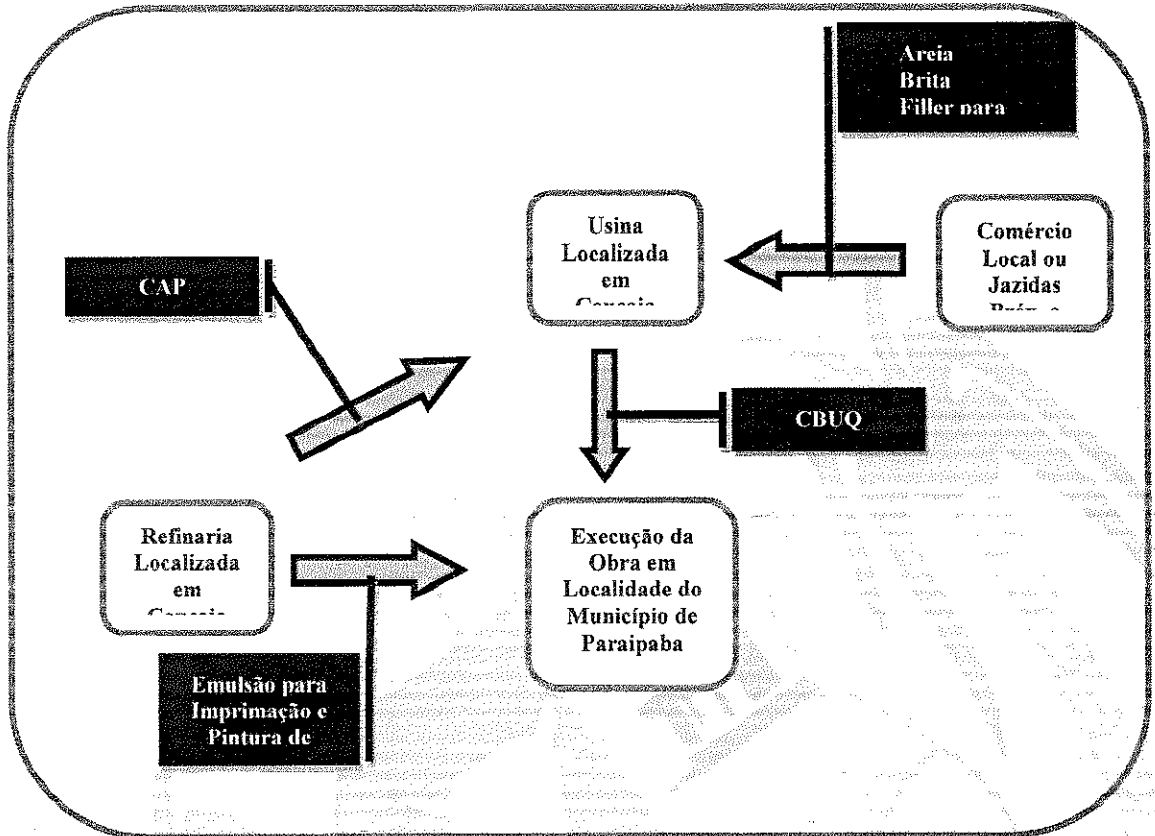 Areia
Brita
Filler para
Usina
Localizada
em
Comércio
Local ou
Jazidas
CAP
CBUQ
Refinaria
Localizada
em
Execução da
Obra em
Localidade do
Município de
Paraipaba
Emulsão para
Imprimação e
Pintura de